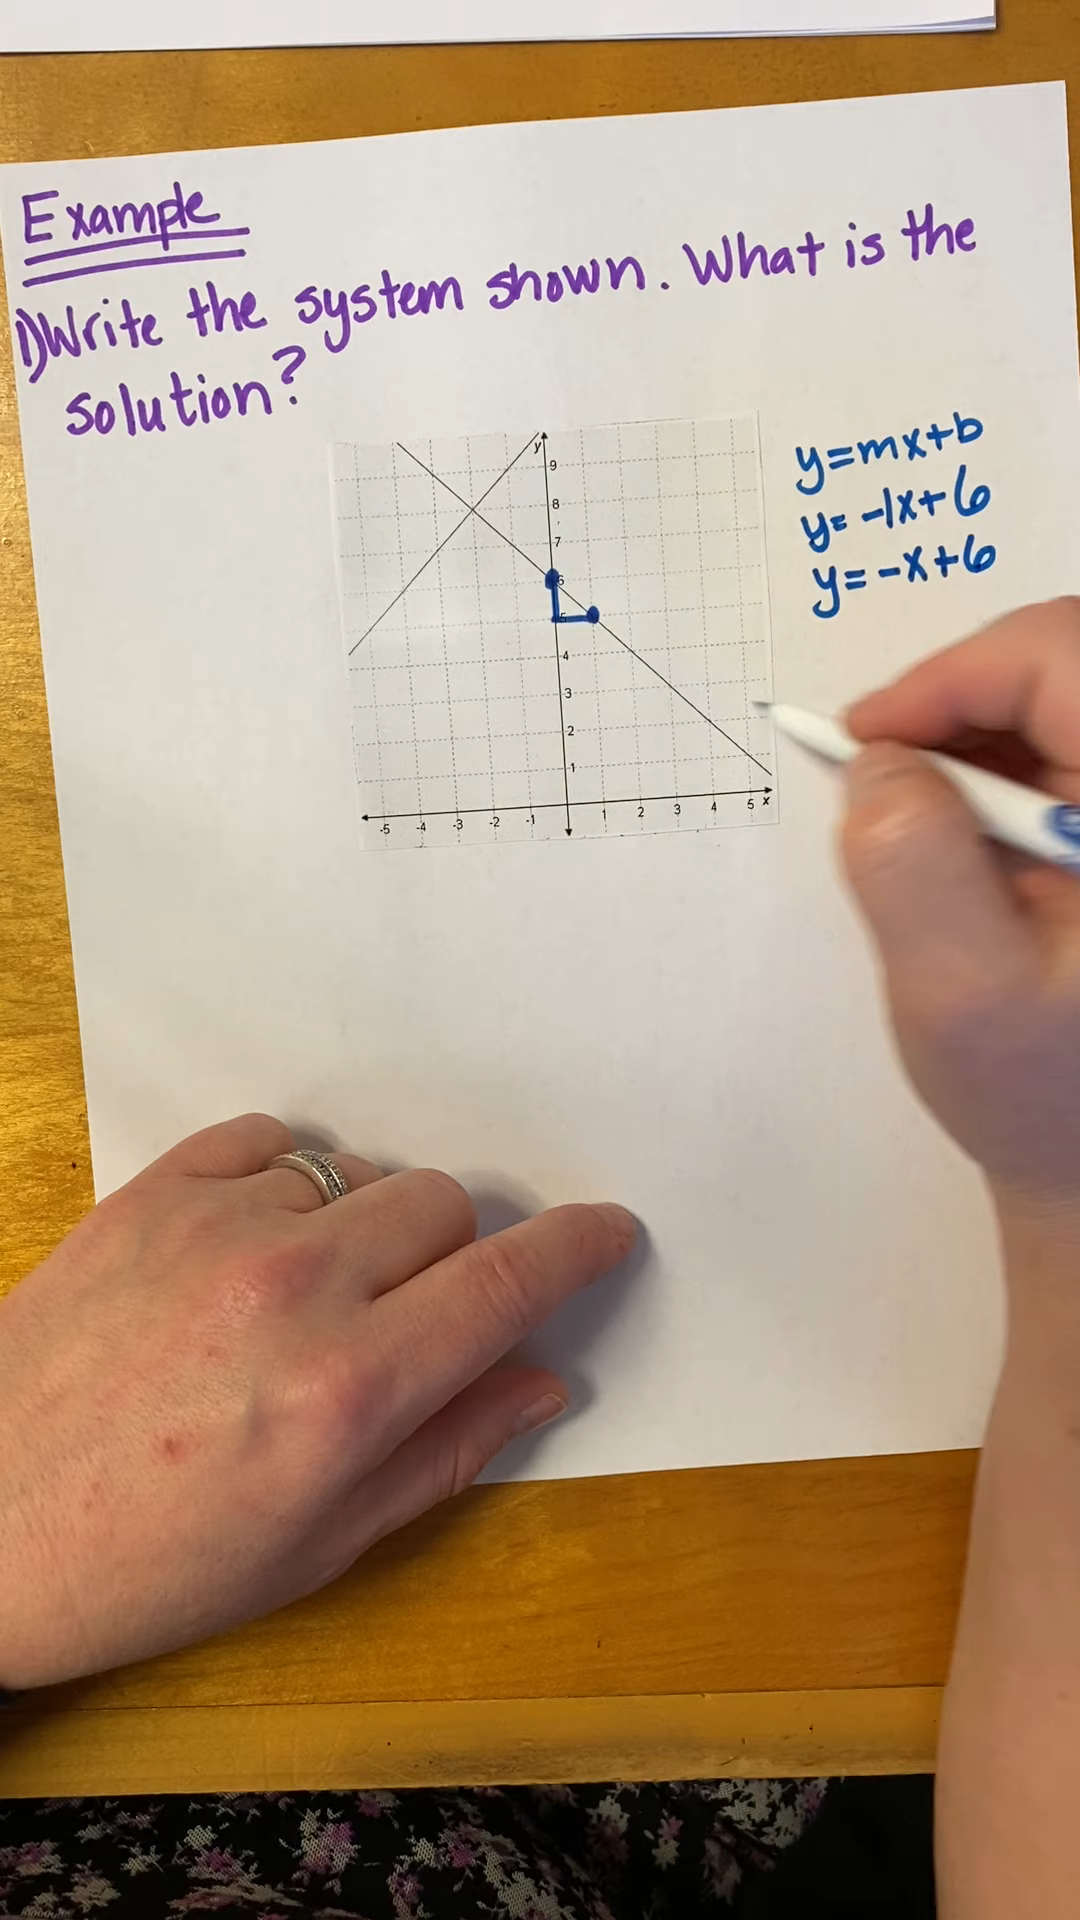 Example
1) Write the system shown. What is the
solution?
y=mx+b
y=-1x+6
y=-x+6
y
9
8
7
6
5
4
3
2
1
-5 -4 -3 -2 -1 1 2 3 4 5 x